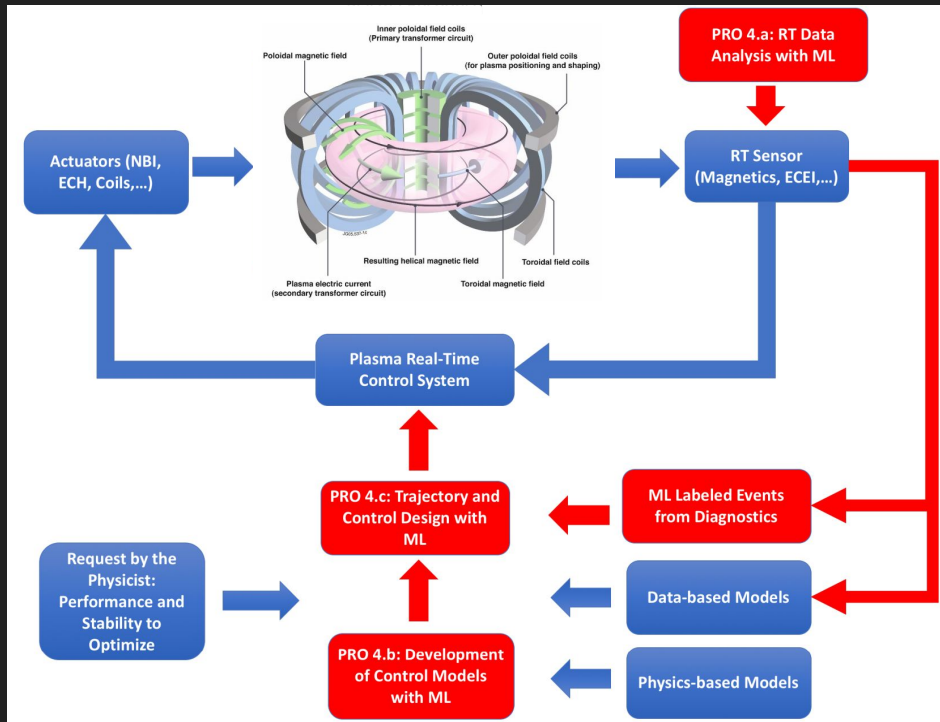 Inner poloidal field coils
(Primary transformer circuit)
Poloidal magnetic field
Outer poloidal field coils
(for plasma positioning and shaping)
PRO 4.a: RT Data
Analysis with ML
Actuators (NBI,
ECH, Coils,...)
RT Sensor
(Magnetics, ECEI,...)
Resulting helical magnetic field
Toroidal field coils
Plasma electric current
(secondary transformer circuit)
Toroidal magnetic field
Plasma Real-Time
Control System
PRO 4.c: Trajectory and
Control Design with
ML
ML Labeled Events
from Diagnostics
Request by the
Physicist:
Performance and
Stability to
Optimize
Data-based Models
PRO 4.b: Development
of Control Models
with ML
Physics-based Models